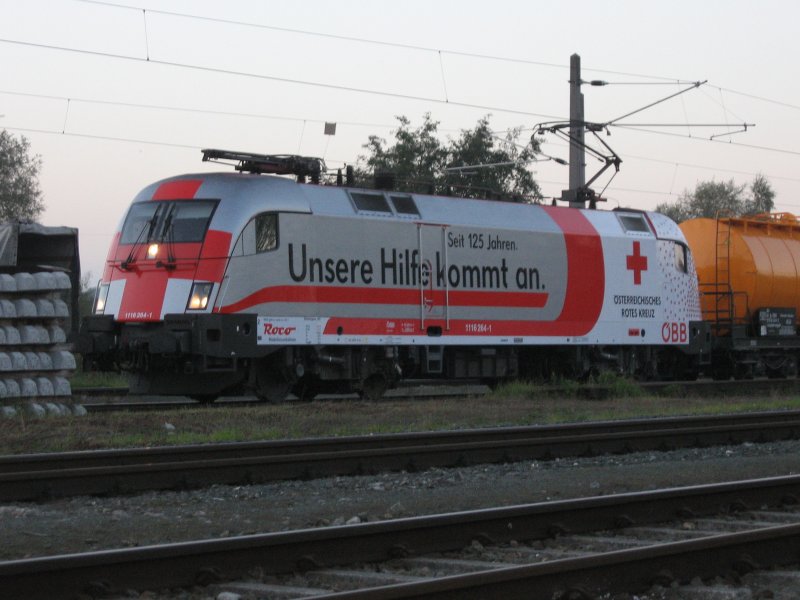 Seit 125 Jahren.
Unsere Hilfe kommt an.
ÖSTERREICHISCHES
ROTES KREUZ
1116 264-1
Roco
1116 264-1
ÖBB